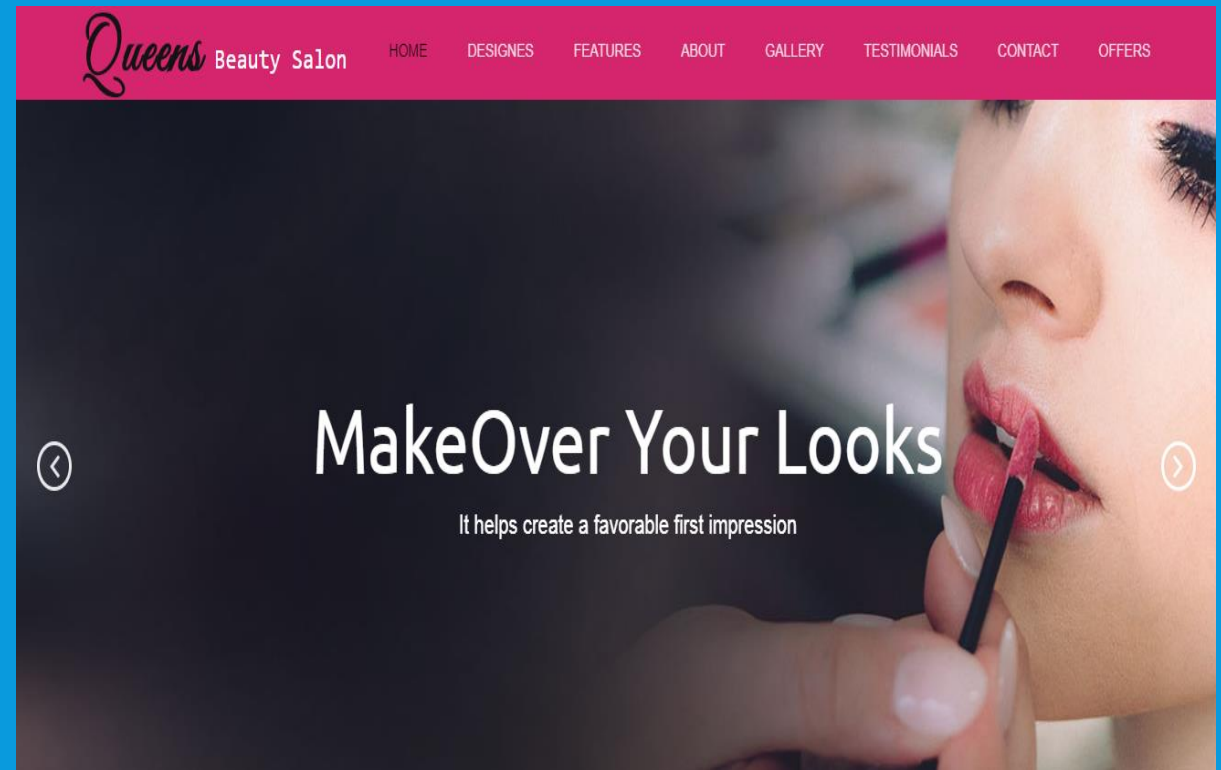 Queens Beauty Salon
HOME DESIGNES FEATURES ABOUT GALLERY TESTIMONIALS CONTACT OFFERS
MakeOver Your Looks
It helps create a favorable first impression